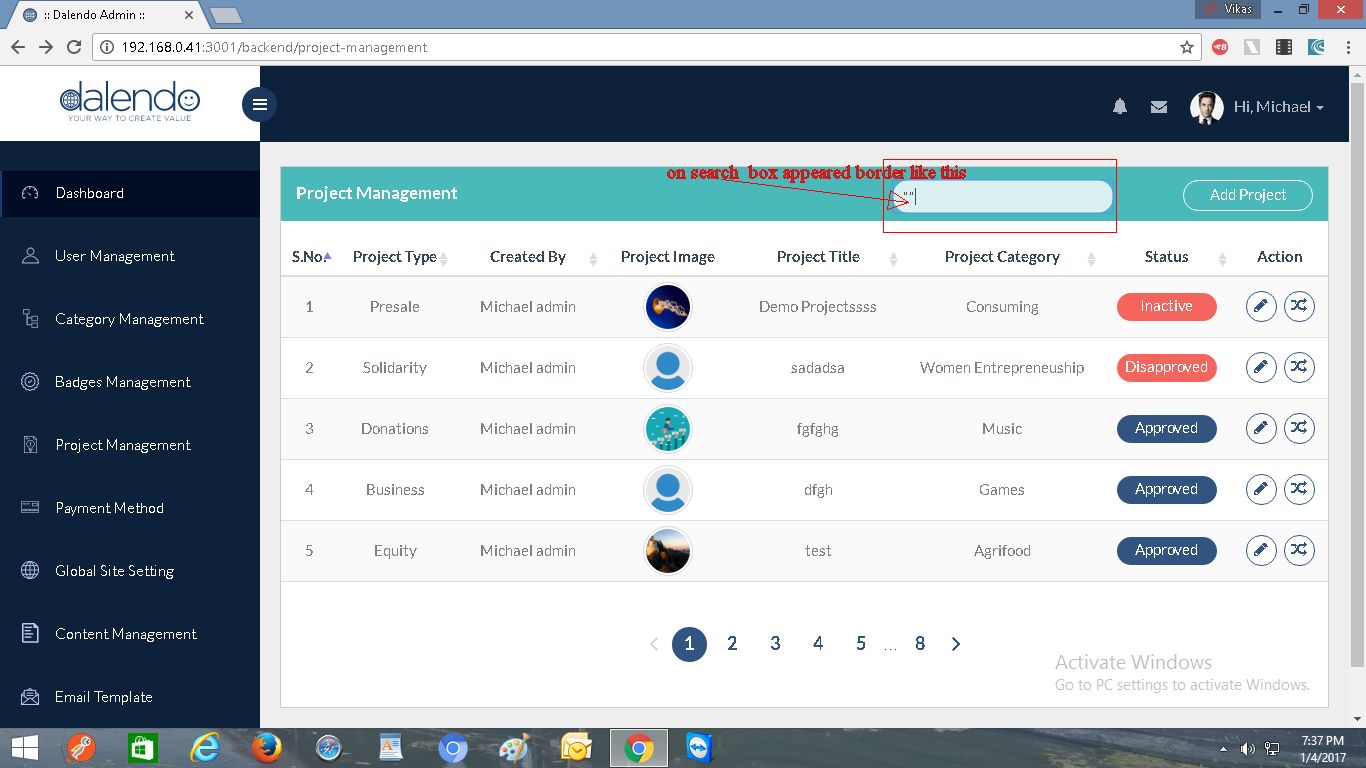 :: Dalendo Admin ::
Vikas
192.168.0.41:3001/backend/project-management
dalendo
YOUR WAY TO CREATE VALUE
Hi, Michael
Dashboard
User Management
Category Management
Badges Management
Project Management
Payment Method
Global Site Setting
Content Management
Email Template
on search box appeared border like this
Project Management
""
Add Project
S.No. Project Type Created By Project Image Project Title Project Category Status Action
1 Presale Michael admin Demo Projectssss Consuming Inactive
2 Solidarity Michael admin sadadsa Women Entrepreneuship Disapproved
3 Donations Michael admin fgfghg Music Approved
4 Business Michael admin dfgh Games Approved
5 Equity Michael admin test Agrifood Approved
1 2 3 4 5 ... 8
Activate Windows
Go to PC settings to activate Windows.
7:37 PM
1/4/2017